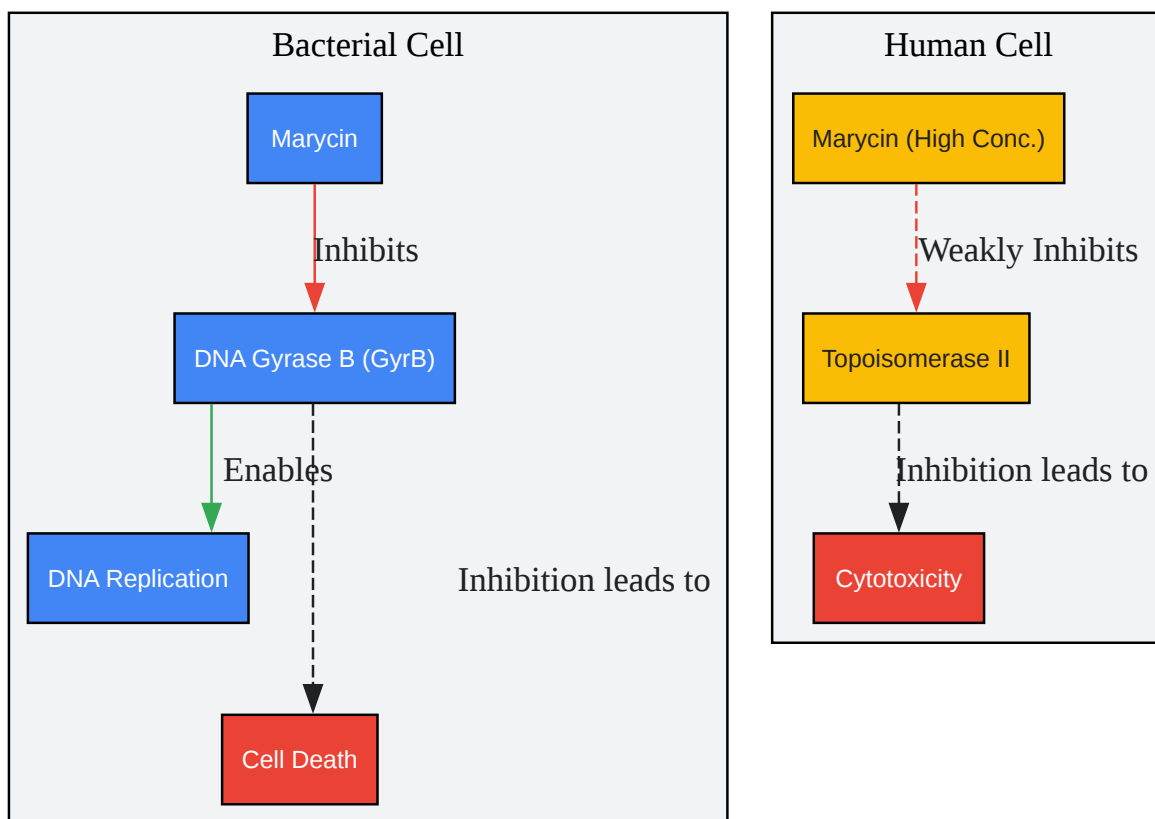 Bacterial Cell
Marycin
Inhibits
DNA Gyrase B (GyrB)
Enables
DNA Replication
Inhibition leads to
Cell Death
Human Cell
Marycin (High Conc.)
Weakly Inhibits
Topoisomerase II
Inhibition leads to
Cytotoxicity